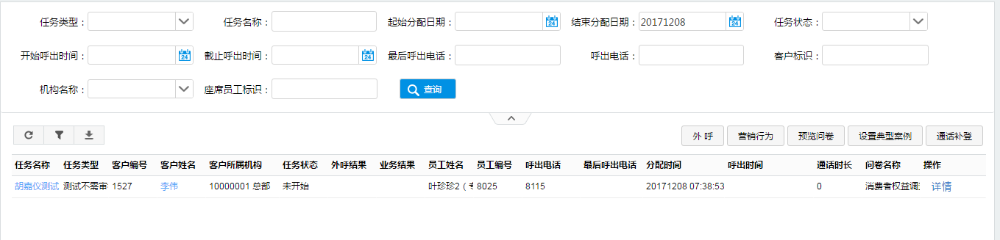 任务类型： 任务名称： 起始分配日期： 24 结束分配日期： 20171208 24 任务状态：
开始呼出时间： 24 截止呼出时间： 24 最后呼出电话： 呼出电话： 客户标识：
机构名称： 座席员工标识： 查询
外 呼 营销行为 预览问卷 设置典型案例 通话补登
任务名称 任务类型 客户编号 客户姓名 客户所属机构 任务状态 外呼结果 业务结果 员工姓名 员工编号 呼出电话 最后呼出电话 分配时间 呼出时间 通话时长 问卷名称 操作
胡嘉仪测试 测试不需审 1527 李伟 10000001 总部 未开始 叶珍珍2（ 8025 8115 20171208 07:38:53 0 消费者权益调 详情